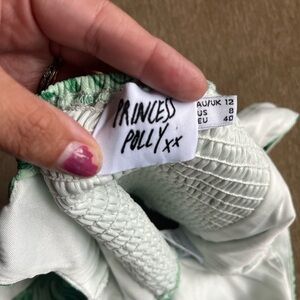 PRINCESS
POLLY xx
AU/UK 12
US 8
EU 40